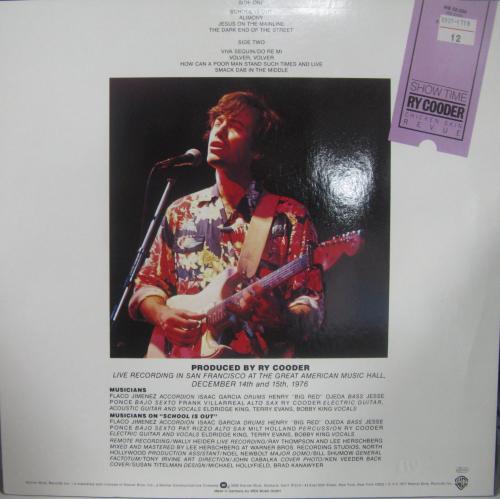 SIDE ONE
SCHOOL IS OUT
ALIMONY
JESUS ON THE MAINLINE
THE DARK END OF THE STREET
SIDE TWO
VIVA SEQUIN/DO RE MI
VOLVER, VOLVER
HOW CAN A POOR MAN STAND SUCH TIMES AND LIVE
SMACK DAB IN THE MIDDLE
12
SHOW TIME
RY COODER
CHICKEN SKIN
REVUE
PRODUCED BY RY COODER
LIVE RECORDING IN SAN FRANCISCO AT THE GREAT AMERICAN MUSIC HALL,
DECEMBER 14th and 15th, 1976
MUSICIANS
FLACO JIMENEZ ACCORDION ISAAC GARCIA DRUMS HENRY "BIG RED" OJEDA BASS JESSE
PONCE BAJO SEXTO FRANK VILLARREAL ALTO SAX RY COODER ELECTRIC GUITAR,
ACOUSTIC GUITAR AND VOCALS ELDRIDGE KING, TERRY EVANS, BOBBY KING VOCALS
MUSICIANS ON "SCHOOL IS OUT"
FLACO JIMENEZ ACCORDION ISAAC GARCIA DRUMS HENRY "BIG RED" OJEDA BASS JESSE
PONCE BAJO SEXTO PAT RIZZO ALTO SAX MILT HOLLAND PERCUSSION RY COODER
ELECTRIC GUITAR AND VOCALS ELDRIDGE KING, TERRY EVANS, BOBBY KING VOCALS
REMOTE RECORDING/WALLY HEIDER LIVE RECORDING/RAY THOMPSON AND LEE HERSCHBERG
MIXED AND MASTERED BY LEE HERSCHBERG AT WARNER BROS. RECORDING STUDIOS, NORTH
HOLLYWOOD PRODUCTION ASSISTANT/NOEL NEWBOLT MAJOR DOMO/BILL SHUMOW GENERAL
FACTOTUM/TONY IRVINE ART DIRECTION/JOHN CABALKA COVER PHOTO/KEN VEEDER BACK
COVER/SUSAN TITELMAN DESIGN/MICHAEL HOLLYFIELD, BRAD KANAWYER